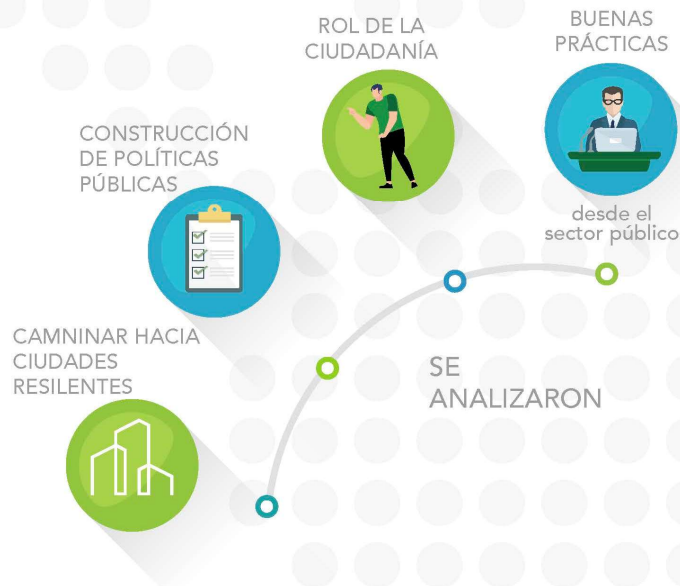 ROL DE LA
CIUDADANÍA
BUENAS
PRÁCTICAS
desde el
sector público
CONSTRUCCIÓN
DE POLÍTICAS
PÚBLICAS
CAMNINAR HACIA
CIUDADES
RESILENTES
SE
ANALIZARON